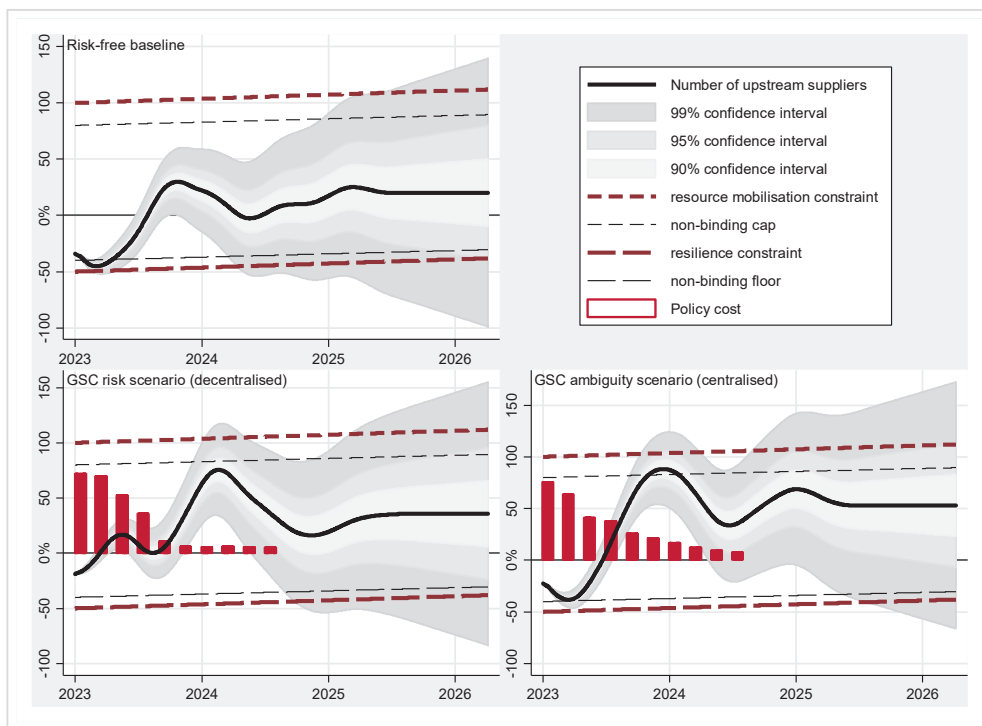 Risk-free baseline
150
100
50
0%
-50
-100
2023 2024 2025 2026
Number of upstream suppliers
99% confidence interval
95% confidence interval
90% confidence interval
resource mobilisation constraint
non-binding cap
resilience constraint
non-binding floor
Policy cost
GSC risk scenario (decentralised)
150
100
50
0%
-50
-100
2023 2024 2025 2026
GSC ambiguity scenario (centralised)
150
100
50
0%
-50
-100
2023 2024 2025 2026